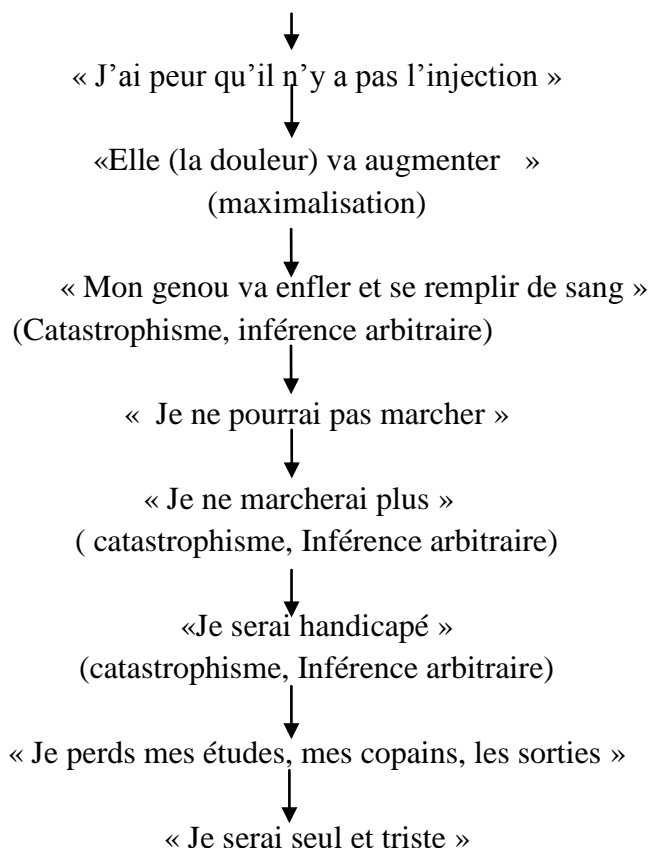 « J’ai peur qu’il n’y a pas l’injection »
«Elle (la douleur) va augmenter »
(maximalisation)
« Mon genou va enfler et se remplir de sang »
(Catastrophisme, inférence arbitraire)
« Je ne pourrai pas marcher »
« Je ne marcherai plus »
( catastrophisme, Inférence arbitraire)
«Je serai handicapé »
(catastrophisme, Inférence arbitraire)
« Je perds mes études, mes copains, les sorties »
« Je serai seul et triste »